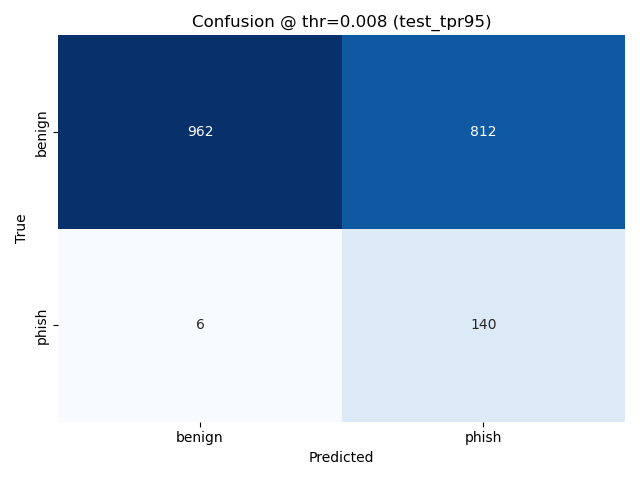 Confusion @ thr=0.008 (test_tpr95)
True
benign
962
812
phish
6
140
benign
phish
Predicted